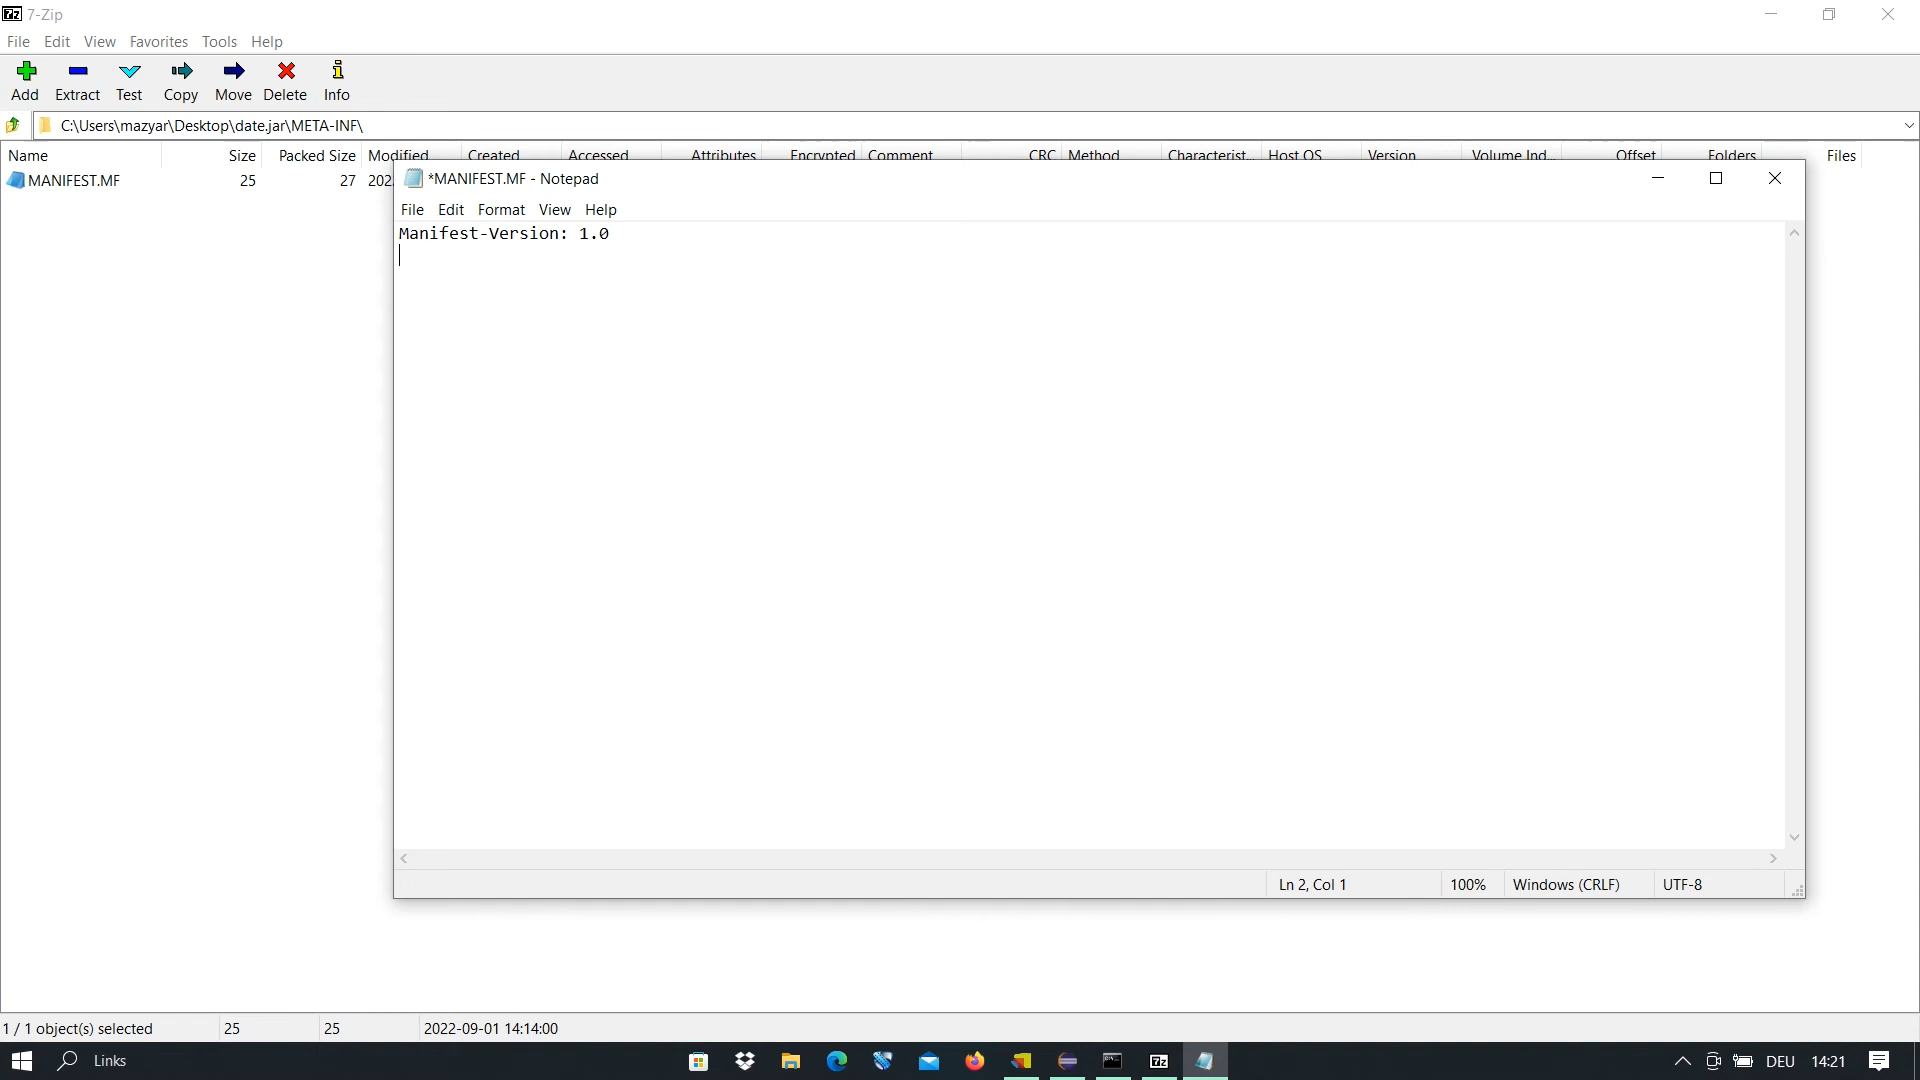 7-Zip
File Edit View Favorites Tools Help
Add Extract Test Copy Move Delete Info
C:\Users\mazyar\Desktop\date.jar\META-INF\
Name Size Packed Size Modified Created Accessed Attributes Encrypted Comment CRC Method Characterist... Host OS Version Volume Ind... Offset Folders Files
MANIFEST.MF 25 27 202
*MANIFEST.MF - Notepad
File Edit Format View Help
Manifest-Version: 1.0
Ln 2, Col 1 100% Windows (CRLF) UTF-8
1 / 1 object(s) selected 25 25 2022-09-01 14:14:00
Links DEU 14:21